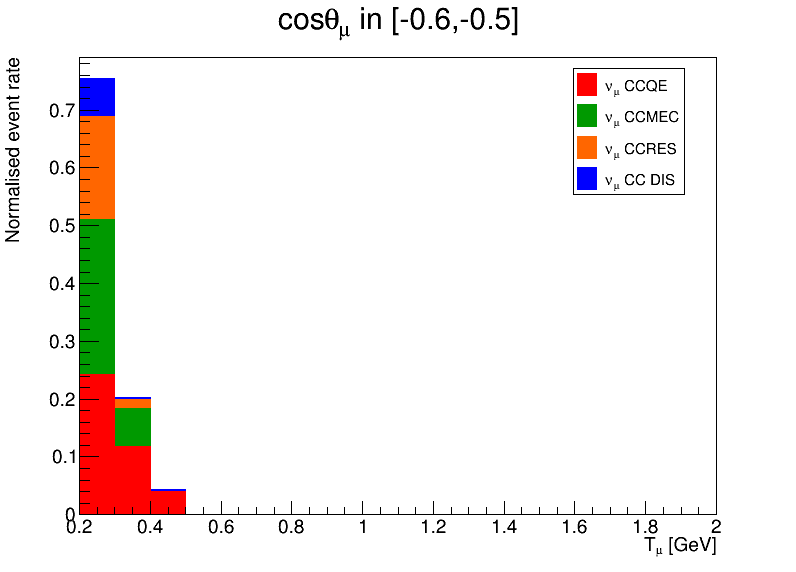 cosθμ in [-0.6,-0.5]
Normalised event rate
νμ CCQE
νμ CCMEC
νμ CCRES
νμ CC DIS
0.7
0.6
0.5
0.4
0.3
0.2
0.1
0
0.2 0.4 0.6 0.8 1 1.2 1.4 1.6 1.8 2
Tμ [GeV]